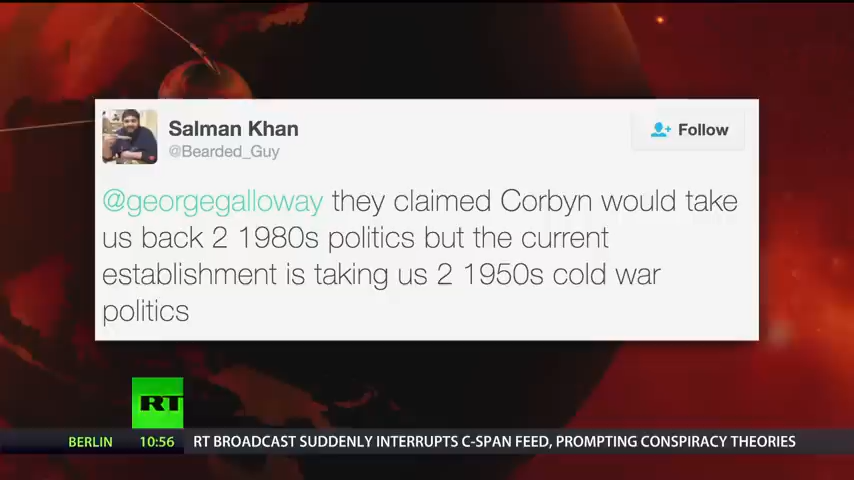 Salman Khan
@Bearded_Guy
Follow
@georgegalloway they claimed Corbyn would take
us back 2 1980s politics but the current
establishment is taking us 2 1950s cold war
politics
RT
BERLIN 10:56 RT BROADCAST SUDDENLY INTERRUPTS C-SPAN FEED, PROMPTING CONSPIRACY THEORIES